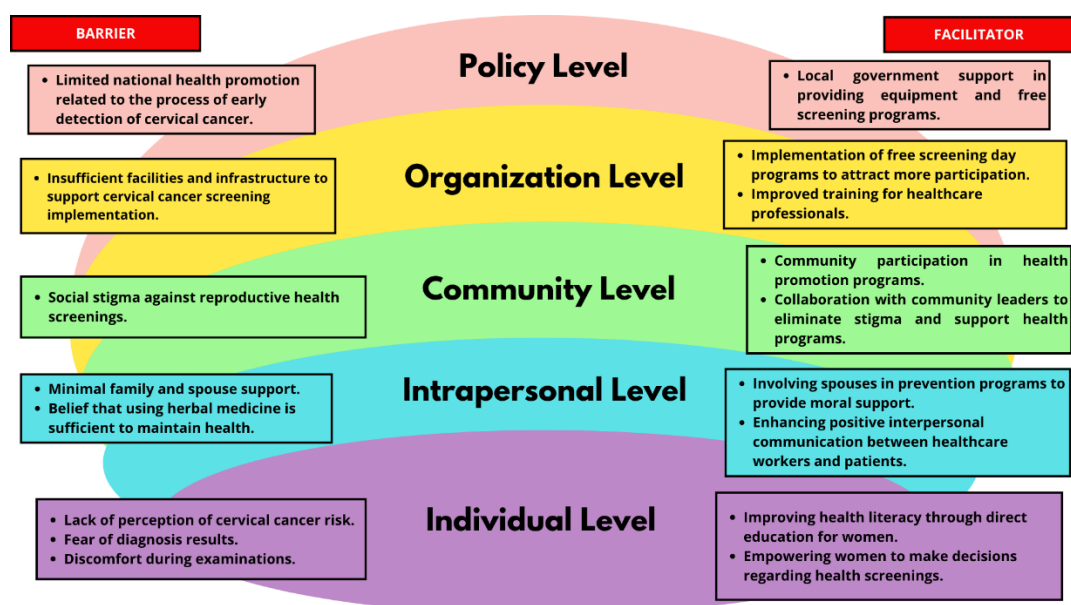 BARRIER
FACILITATOR
Policy Level
• Limited national health promotion
related to the process of early
detection of cervical cancer.
• Local government support in
providing equipment and free
screening programs.
Organization Level
• Insufficient facilities and infrastructure to
support cervical cancer screening
implementation.
• Implementation of free screening day
programs to attract more participation.
• Improved training for healthcare
professionals.
Community Level
• Social stigma against reproductive health
screenings.
• Community participation in health
promotion programs.
• Collaboration with community leaders to
eliminate stigma and support health
programs.
Intrapersonal Level
• Minimal family and spouse support.
• Belief that using herbal medicine is
sufficient to maintain health.
• Involving spouses in prevention programs to
provide moral support.
• Enhancing positive interpersonal
communication between healthcare
workers and patients.
Individual Level
• Lack of perception of cervical cancer risk.
• Fear of diagnosis results.
• Discomfort during examinations.
• Improving health literacy through direct
education for women.
• Empowering women to make decisions
regarding health screenings.